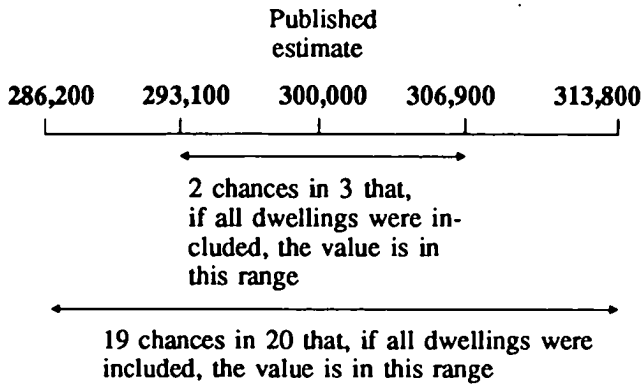 Published
estimate
286,200 293,100 300,000 306,900 313,800
2 chances in 3 that,
if all dwellings were in-
cluded, the value is in
this range
19 chances in 20 that, if all dwellings were
included, the value is in this range